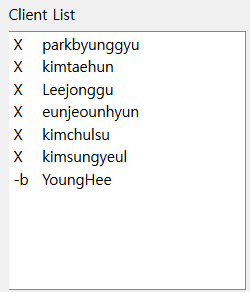 Client List
X parkbyunggyu
X kimtaehun
X Leejonggu
X eunjeounhyun
X kimchulsu
X kimsungyeul
-b YoungHee